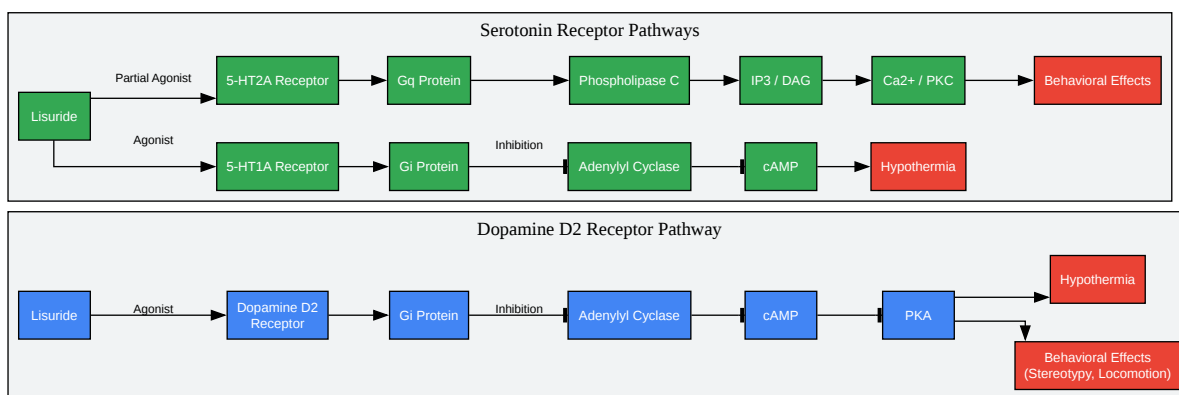 Serotonin Receptor Pathways
Partial Agonist
5-HT2A Receptor
Gq Protein
Phospholipase C
IP3 / DAG
Ca2+ / PKC
Behavioral Effects
Lisuride
Agonist
5-HT1A Receptor
Gi Protein
Inhibition
Adenylyl Cyclase
cAMP
Hypothermia
Dopamine D2 Receptor Pathway
Lisuride
Agonist
Dopamine D2
Receptor
Gi Protein
Inhibition
Adenylyl Cyclase
cAMP
PKA
Hypothermia
Behavioral Effects
(Stereotypy, Locomotion)